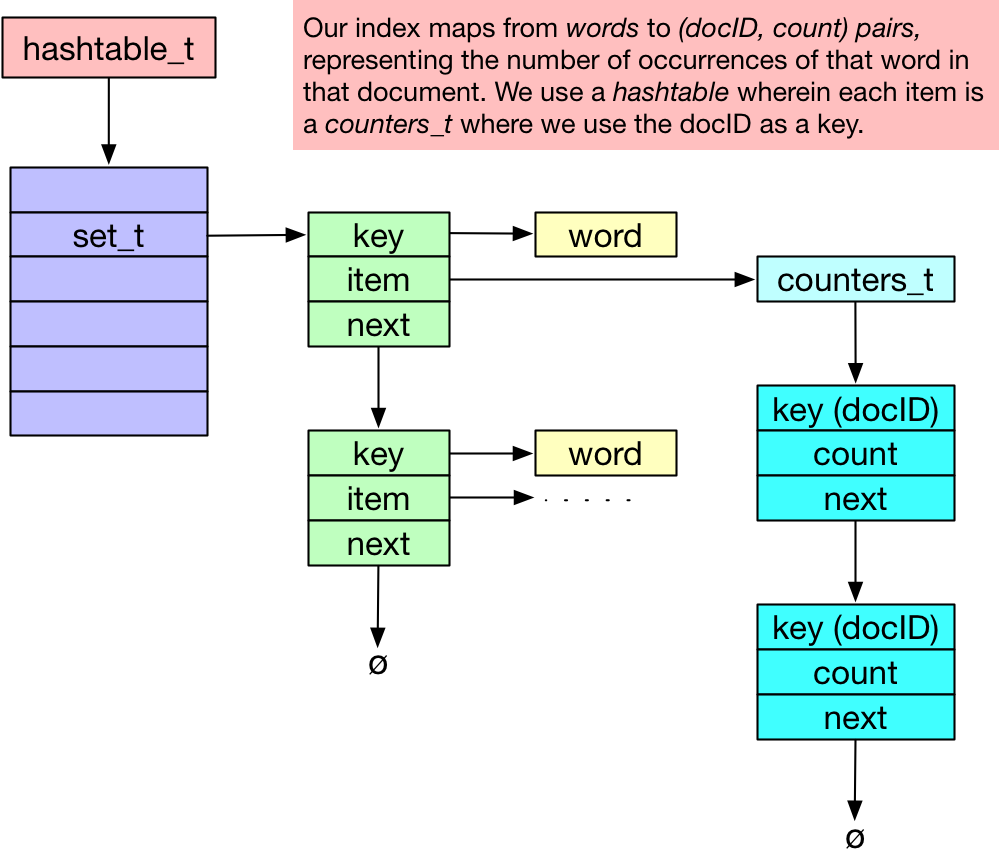 hashtable_t
Our index maps from words to (docID, count) pairs,
representing the number of occurrences of that word in
that document. We use a hashtable wherein each item is
a counters_t where we use the docID as a key.
set_t
key
word
item
counters_t
next
key (docID)
key
word
count
item
. . . . .
next
next
key (docID)
ø
count
next
ø